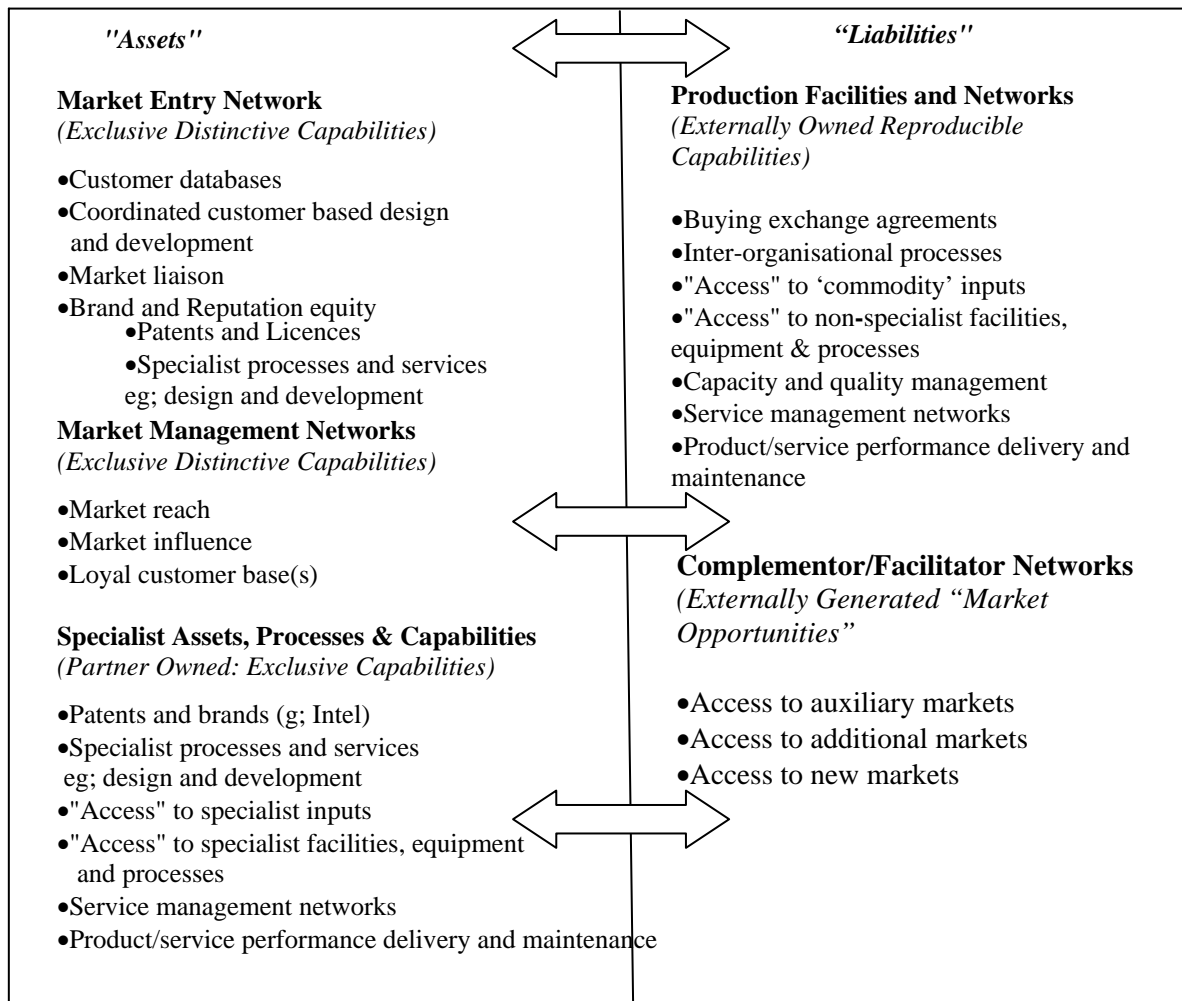 "Assets"
Market Entry Network
(Exclusive Distinctive Capabilities)
•Customer databases
•Coordinated customer based design
and development
•Market liaison
•Brand and Reputation equity
•Patents and Licences
•Specialist processes and services
eg; design and development
Market Management Networks
(Exclusive Distinctive Capabilities)
•Market reach
•Market influence
•Loyal customer base(s)
Specialist Assets, Processes & Capabilities
(Partner Owned: Exclusive Capabilities)
•Patents and brands (g; Intel)
•Specialist processes and services
eg; design and development
•"Access" to specialist inputs
•"Access" to specialist facilities, equipment
and processes
•Service management networks
•Product/service performance delivery and maintenance
“Liabilities"
Production Facilities and Networks
(Externally Owned Reproducible
Capabilities)
•Buying exchange agreements
•Inter-organisational processes
•"Access" to ‘commodity’ inputs
•"Access" to non-specialist facilities,
equipment & processes
•Capacity and quality management
•Service management networks
•Product/service performance delivery and
maintenance
Complementor/Facilitator Networks
(Externally Generated “Market
Opportunities”
•Access to auxiliary markets
•Access to additional markets
•Access to new markets